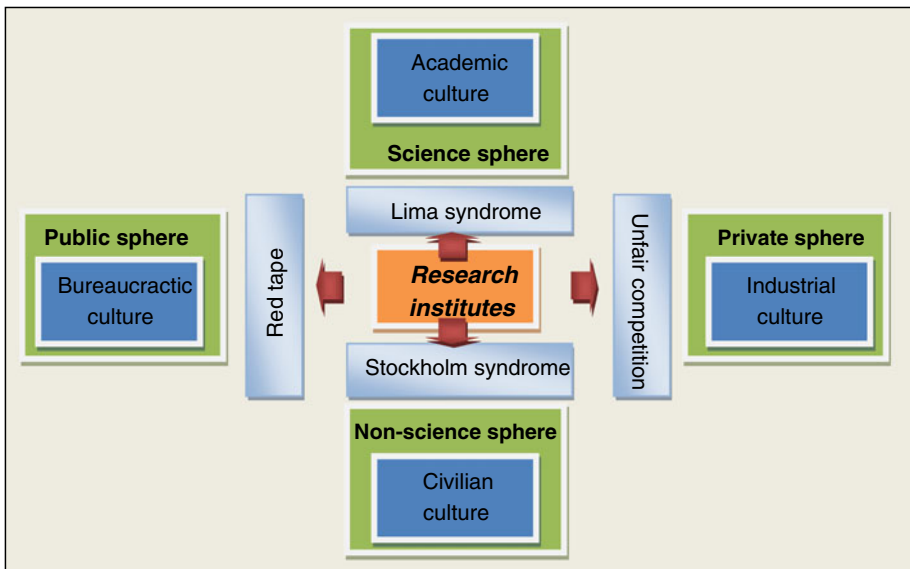 Academic
culture
Science sphere
Lima syndrome
Public sphere
Bureaucractic
culture
Red tape
Research
institutes
Unfair competition
Private sphere
Industrial
culture
Stockholm syndrome
Non-science sphere
Civilian
culture